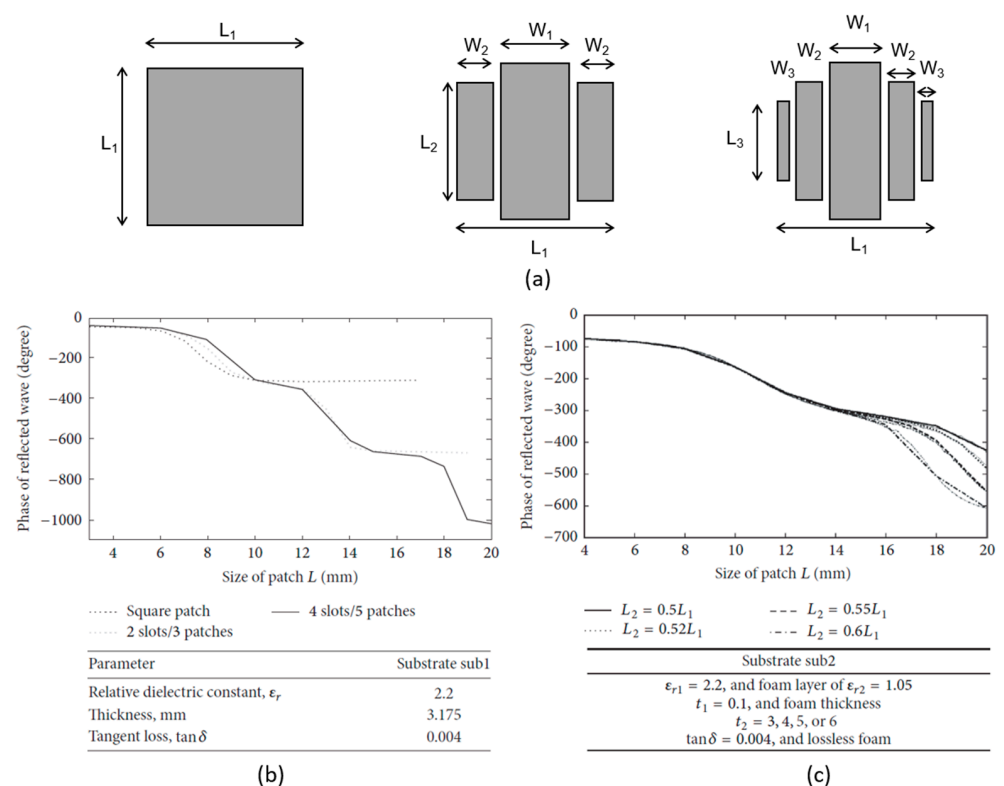 L1
L1
W2 W1 W2
L2
L1
W1
W3 W2 W2 W3
L3
L1
(a)
Phase of reflected wave (degree)
0
−200
−400
−600
−800
−1000
4 6 8 10 12 14 16 18 20
Size of patch L (mm)
Square patch
4 slots/5 patches
2 slots/3 patches
Parameter Substrate sub1
Relative dielectric constant, εr 2.2
Thickness, mm 3.175
Tangent loss, tan δ 0.004
(b)
Phase of reflected wave (degree)
0
−100
−200
−300
−400
−500
−600
−700
4 6 8 10 12 14 16 18 20
Size of patch L (mm)
L2 = 0.5L1
L2 = 0.55L1
L2 = 0.52L1
L2 = 0.6L1
Substrate sub2
εr1 = 2.2, and foam layer of εr2 = 1.05
t1 = 0.1, and foam thickness
t2 = 3, 4, 5, or 6
tan δ = 0.004, and lossless foam
(c)